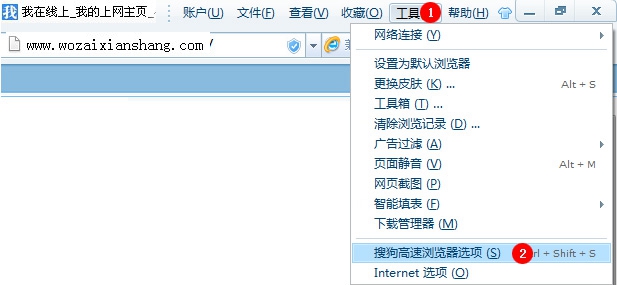 我在线上_我的上网主页_ 账户(U) 文件(F) 查看(V) 收藏(O) 工具 1 帮助(H)
www.wozaixianshang.com/
网络连接 (Y)
设置为默认浏览器
更换皮肤 (K) ... Alt + S
工具箱 (T) ...
清除浏览记录 (D) ...
广告过滤 (A)
页面静音 (V) Alt + M
网页截图 (P)
智能填表 (F)
下载管理器 (M)
搜狗高速浏览器选项 (S) 2 rl + Shift + S
Internet 选项 (O)